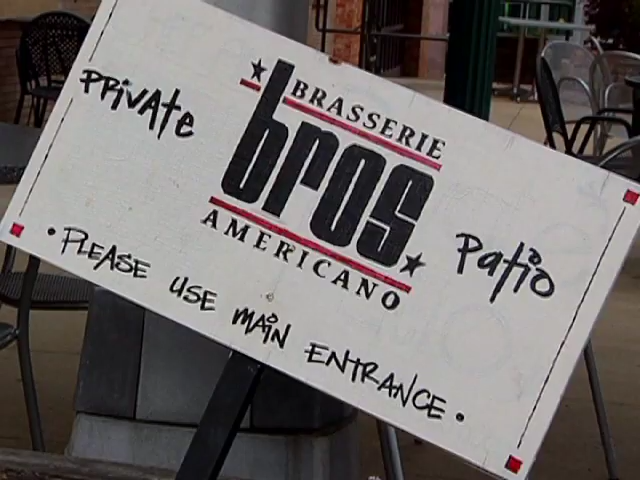 BRASSERIE
PRivAte bros PatiO
AMERICANO
• PLEASE USE MAiN ENTRANCE •